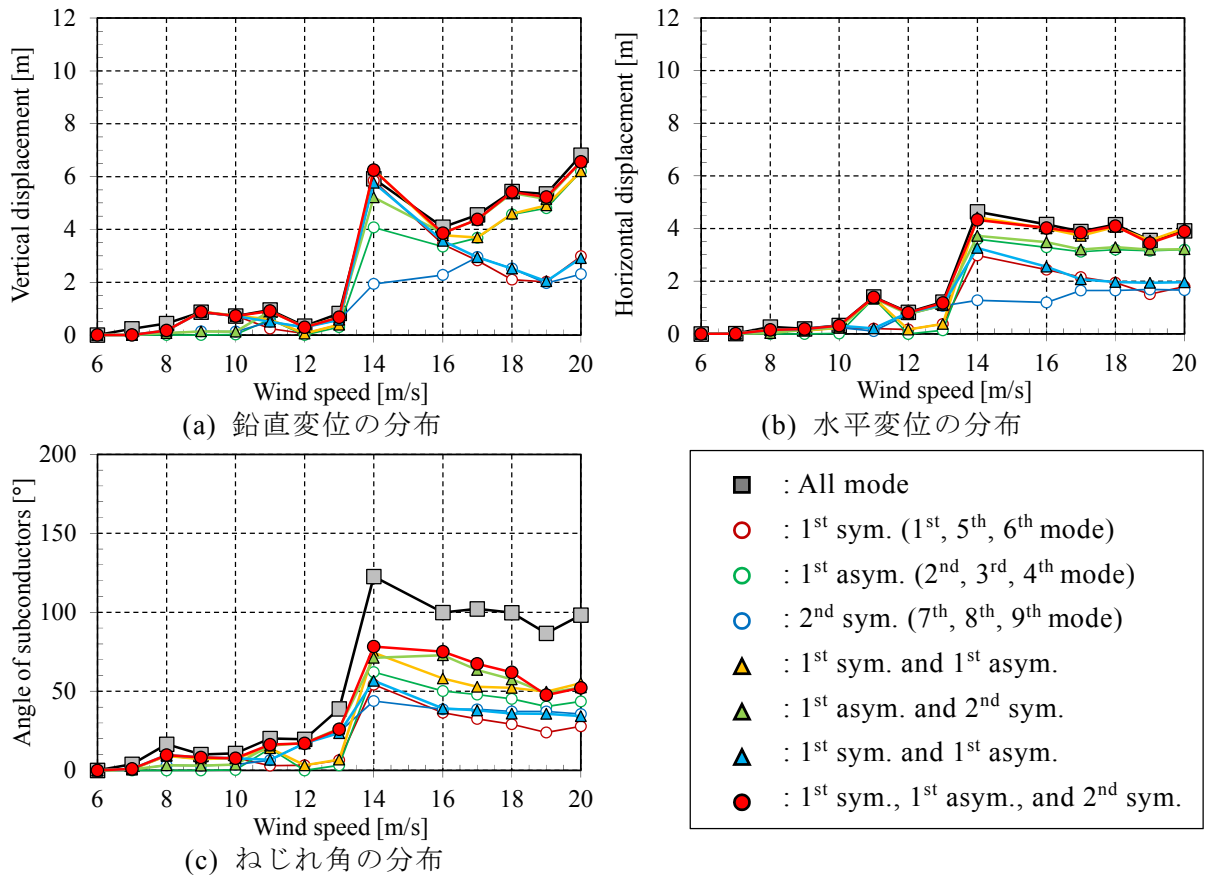 Vertical displacement [m]
12
10
8
6
4
2
0
6 8 10 12 14 16 18 20
Wind speed [m/s]
(a) 鉛直変位の分布
Horizontal displacement [m]
12
10
8
6
4
2
0
6 8 10 12 14 16 18 20
Wind speed [m/s]
(b) 水平変位の分布
Angle of subconductors [°]
200
150
100
50
0
6 8 10 12 14 16 18 20
Wind speed [m/s]
(c) ねじれ角の分布
: All mode
: 1st sym. (1st, 5th, 6th mode)
: 1st asym. (2nd, 3rd, 4th mode)
: 2nd sym. (7th, 8th, 9th mode)
: 1st sym. and 1st asym.
: 1st asym. and 2nd sym.
: 1st sym. and 1st asym.
: 1st sym., 1st asym., and 2nd sym.